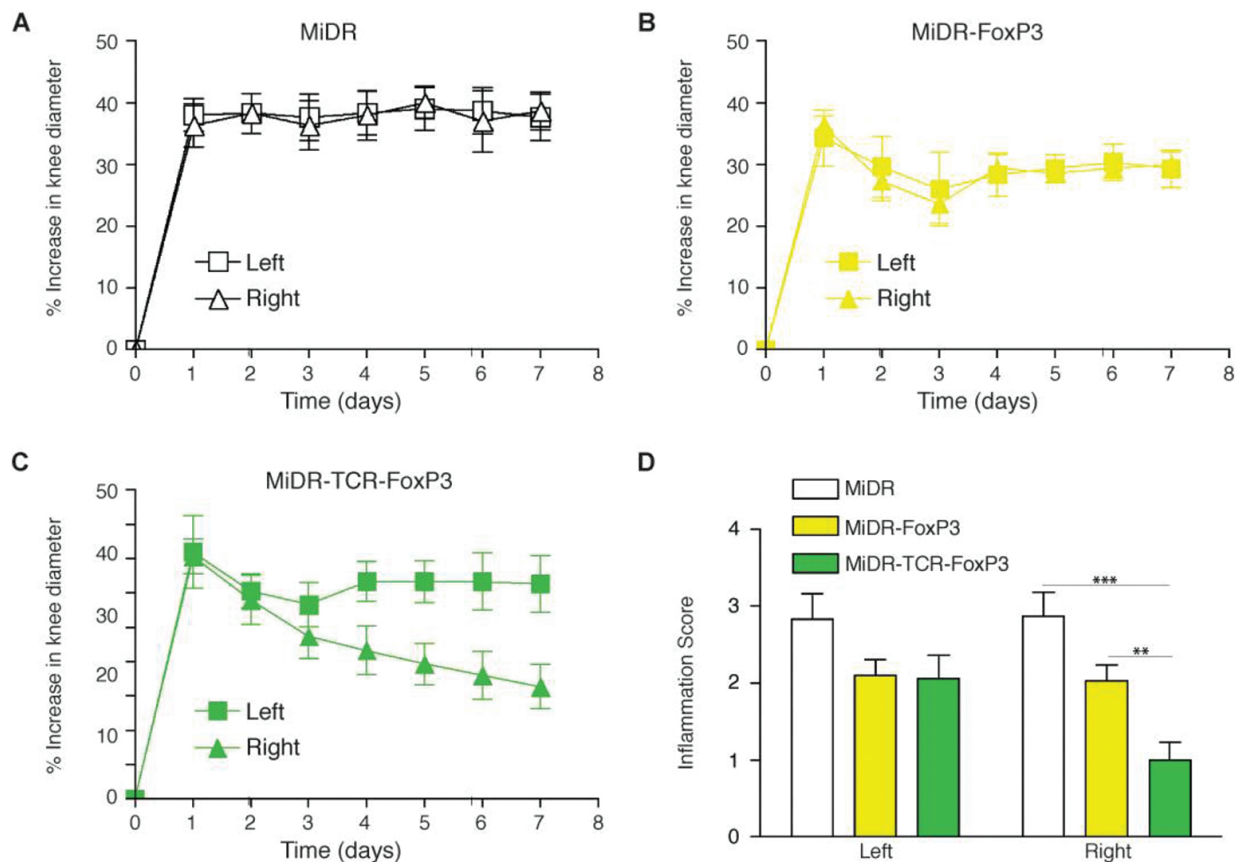 A
MiDR
% Increase in knee diameter
50
40
30
20
10
0
Left
Right
0 1 2 3 4 5 6 7 8
Time (days)
B
MiDR-FoxP3
% Increase in knee diameter
50
40
30
20
10
0
Left
Right
0 1 2 3 4 5 6 7 8
Time (days)
C
MiDR-TCR-FoxP3
% Increase in knee diameter
50
40
30
20
10
0
Left
Right
0 1 2 3 4 5 6 7 8
Time (days)
D
MiDR
MiDR-FoxP3
MiDR-TCR-FoxP3
Inflammation Score
4
3
2
1
0
***
**
Left Right